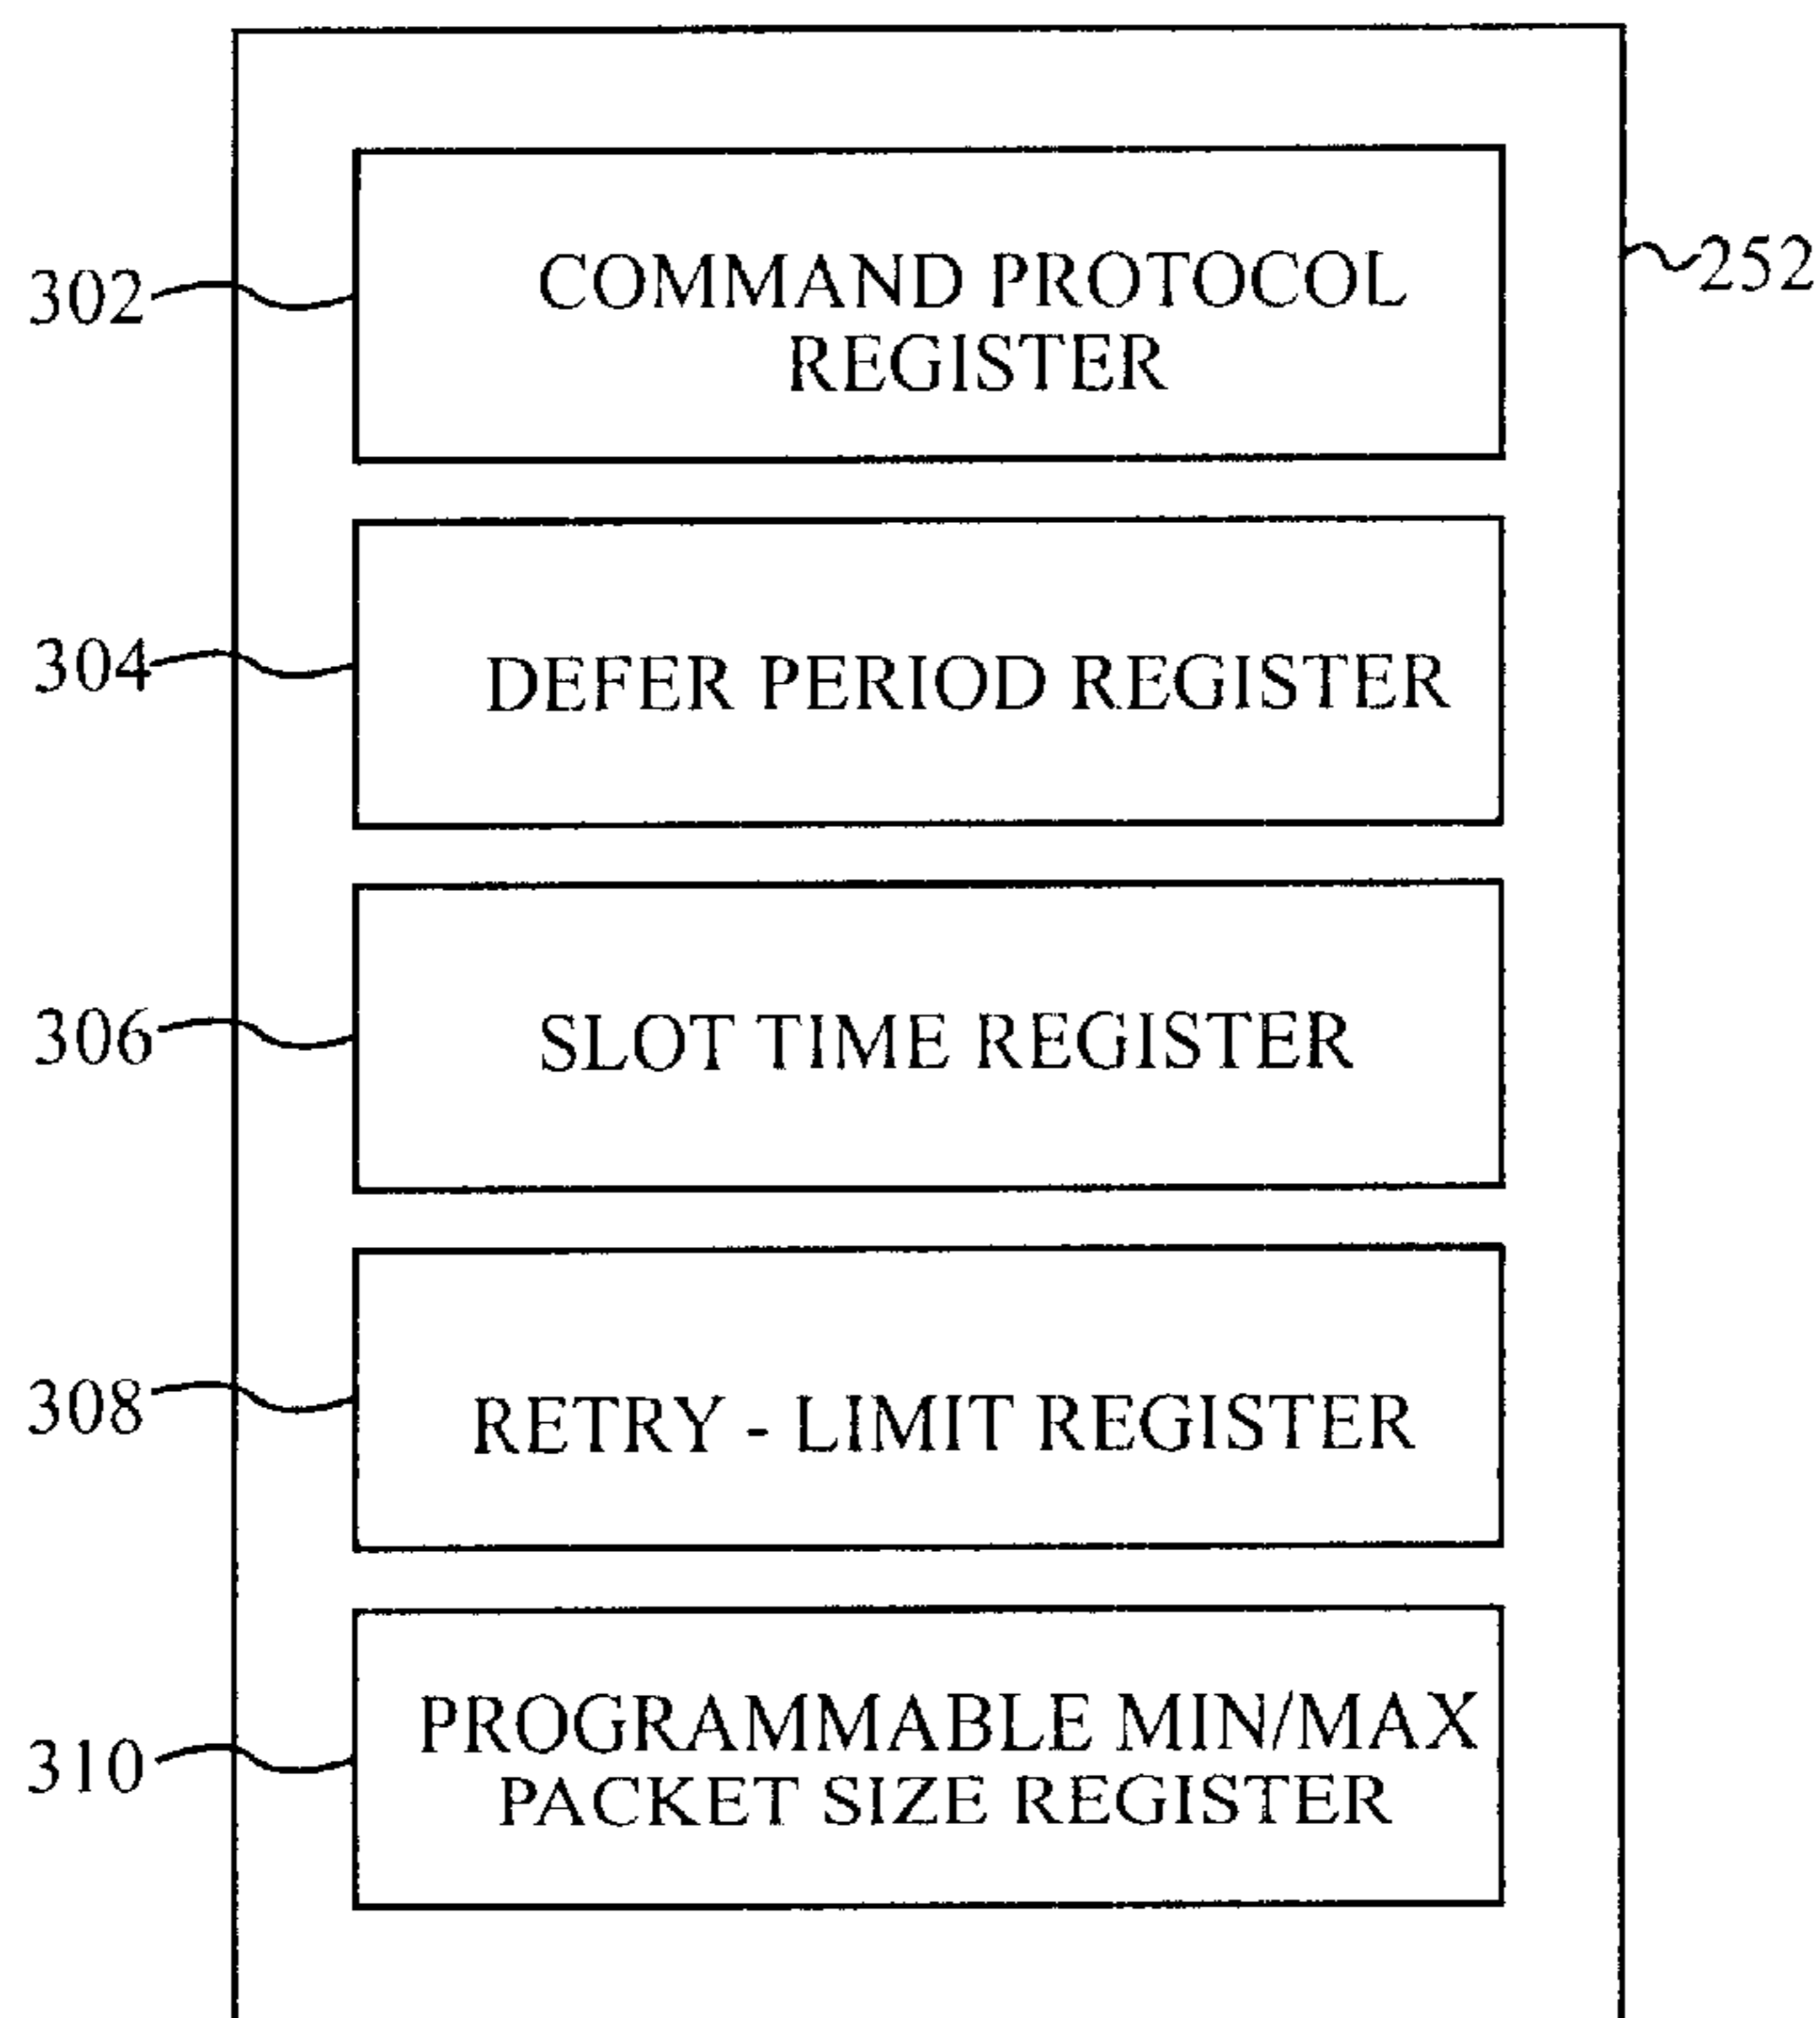 COMMAND PROTOCOL
REGISTER
302
252
304
DEFER PERIOD REGISTER
306
SLOT TIME REGISTER
308
RETRY - LIMIT REGISTER
310
PROGRAMMABLE MIN/MAX
PACKET SIZE REGISTER